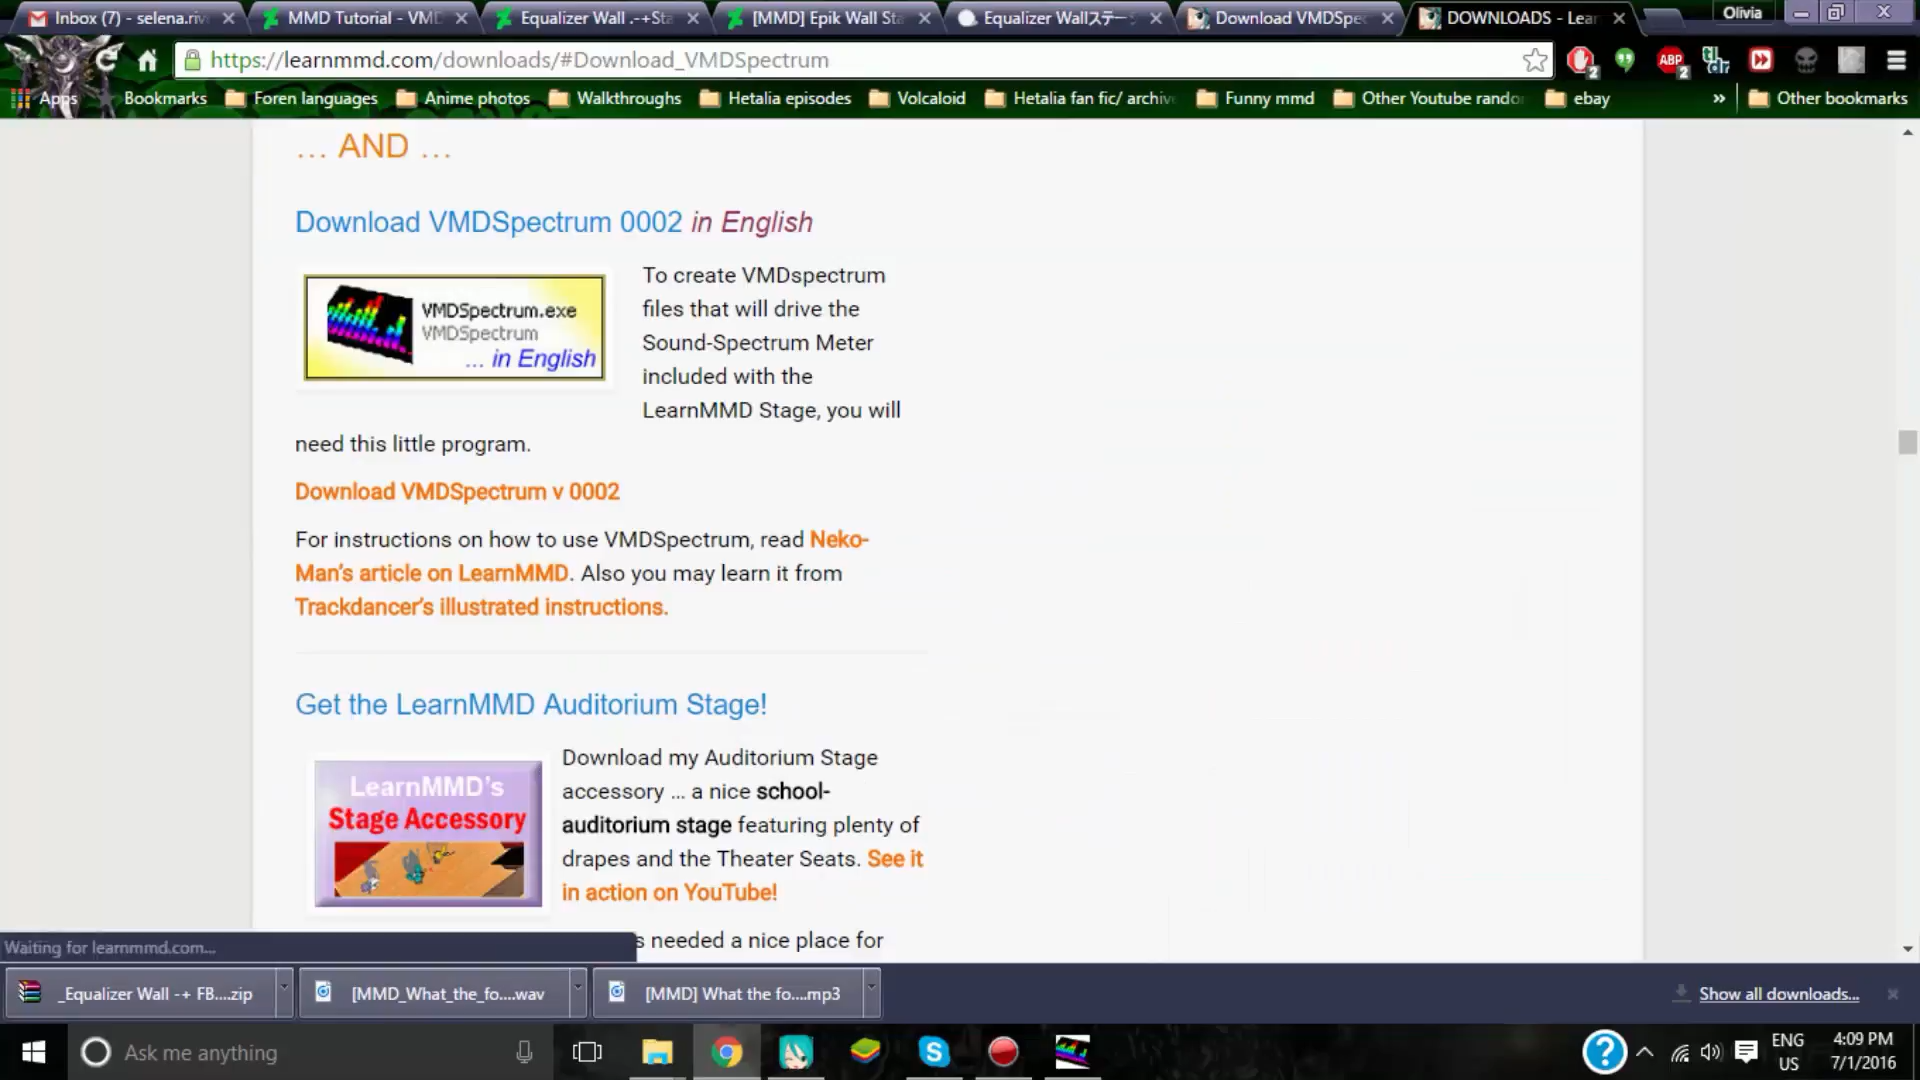 Inbox (7) - selena.riv
MMD Tutorial - VMD
Equalizer Wall .-+Sta
[MMD] Epik Wall Sta
Equalizer Wallステー
Download VMDSpec
DOWNLOADS - Lear
Olivia
https://learnmmd.com/downloads/#Download_VMDSpectrum
2
ABP
2
tl;dr
Apps
Bookmarks
Foren languages
Anime photos
Walkthroughs
Hetalia episodes
Volcaloid
Hetalia fan fic/ archive
Funny mmd
Other Youtube rando
ebay
»
Other bookmarks
... AND ...
Download VMDSpectrum 0002 in English
VMDSpectrum.exe
VMDSpectrum
... in English
To create VMDspectrum
files that will drive the
Sound-Spectrum Meter
included with the
LearnMMD Stage, you will
need this little program.
Download VMDSpectrum v 0002
For instructions on how to use VMDSpectrum, read Neko-
Man's article on LearnMMD. Also you may learn it from
Trackdancer's illustrated instructions.
Get the LearnMMD Auditorium Stage!
LearnMMD's
Stage Accessory
Download my Auditorium Stage
accessory ... a nice school-
auditorium stage featuring plenty of
drapes and the Theater Seats. See it
in action on YouTube!
s needed a nice place for
Waiting for learnmmd.com...
_Equalizer Wall -+ FB....zip
[MMD_What_the_fo....wav
[MMD] What the fo....mp3
Show all downloads...
Ask me anything
ENG
US
4:09 PM
7/1/2016